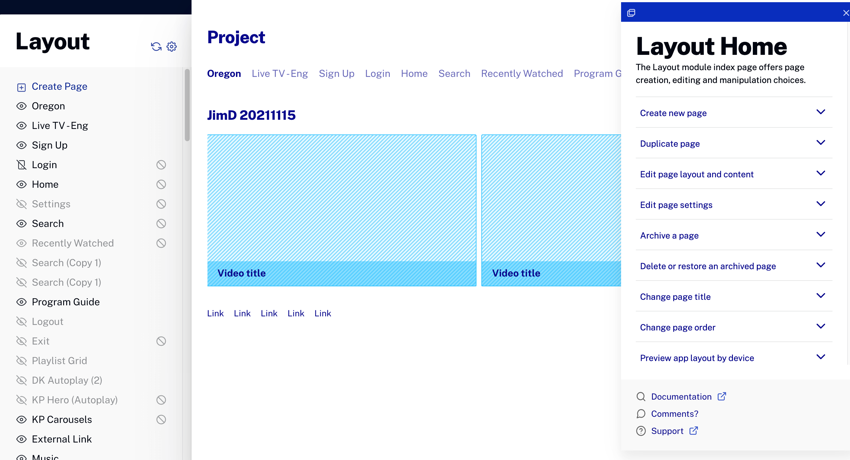 Layout
Create Page
Oregon
Live TV - Eng
Sign Up
Login
Home
Settings
Search
Recently Watched
Search (Copy 1)
Search (Copy 1)
Program Guide
Logout
Exit
Playlist Grid
DK Autoplay (2)
KP Hero (Autoplay)
KP Carousels
External Link
Music
Project
Oregon Live TV - Eng Sign Up Login Home Search Recently Watched Program G
JimD 20211115
Video title Video title
Link Link Link Link Link
Layout Home
The Layout module index page offers page
creation, editing and manipulation choices.
Create new page
Duplicate page
Edit page layout and content
Edit page settings
Archive a page
Delete or restore an archived page
Change page title
Change page order
Preview app layout by device
Documentation
Comments?
Support